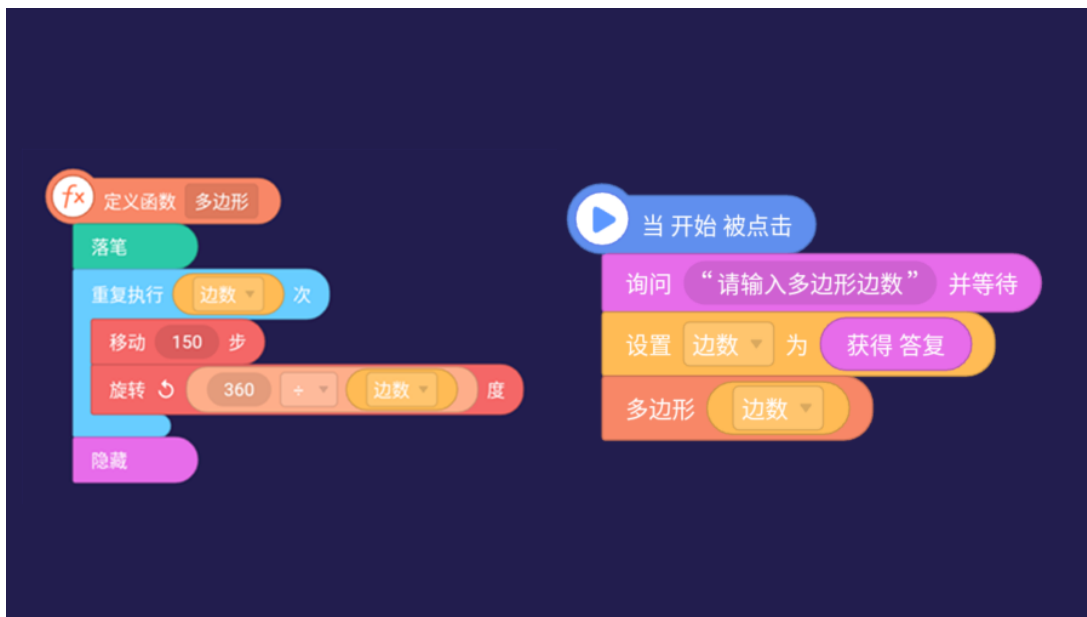 fx 定义函数 多边形
落笔
重复执行 边数 次
移动 150 步
旋转 360 ÷ 边数 度
隐藏
当 开始 被点击
询问 “请输入多边形边数” 并等待
设置 边数 为 获得 答复
多边形 边数